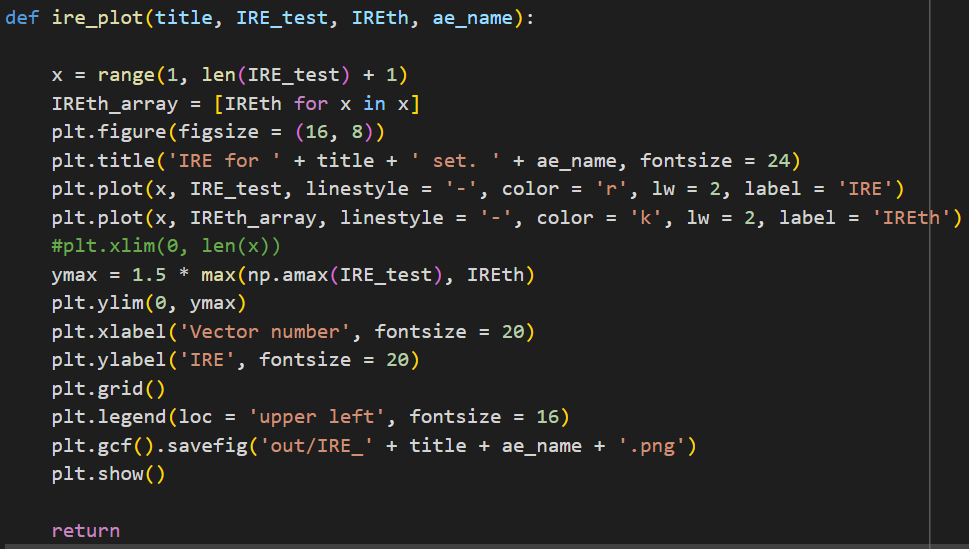 def ire_plot(title, IRE_test, IREth, ae_name):
x = range(1, len(IRE_test) + 1)
IREth_array = [IREth for x in x]
plt.figure(figsize = (16, 8))
plt.title('IRE for ' + title + ' set. ' + ae_name, fontsize = 24)
plt.plot(x, IRE_test, linestyle = '-', color = 'r', lw = 2, label = 'IRE')
plt.plot(x, IREth_array, linestyle = '-', color = 'k', lw = 2, label = 'IREth')
#plt.xlim(0, len(x))
ymax = 1.5 * max(np.amax(IRE_test), IREth)
plt.ylim(0, ymax)
plt.xlabel('Vector number', fontsize = 20)
plt.ylabel('IRE', fontsize = 20)
plt.grid()
plt.legend(loc = 'upper left', fontsize = 16)
plt.gcf().savefig('out/IRE_' + title + ae_name + '.png')
plt.show()
return